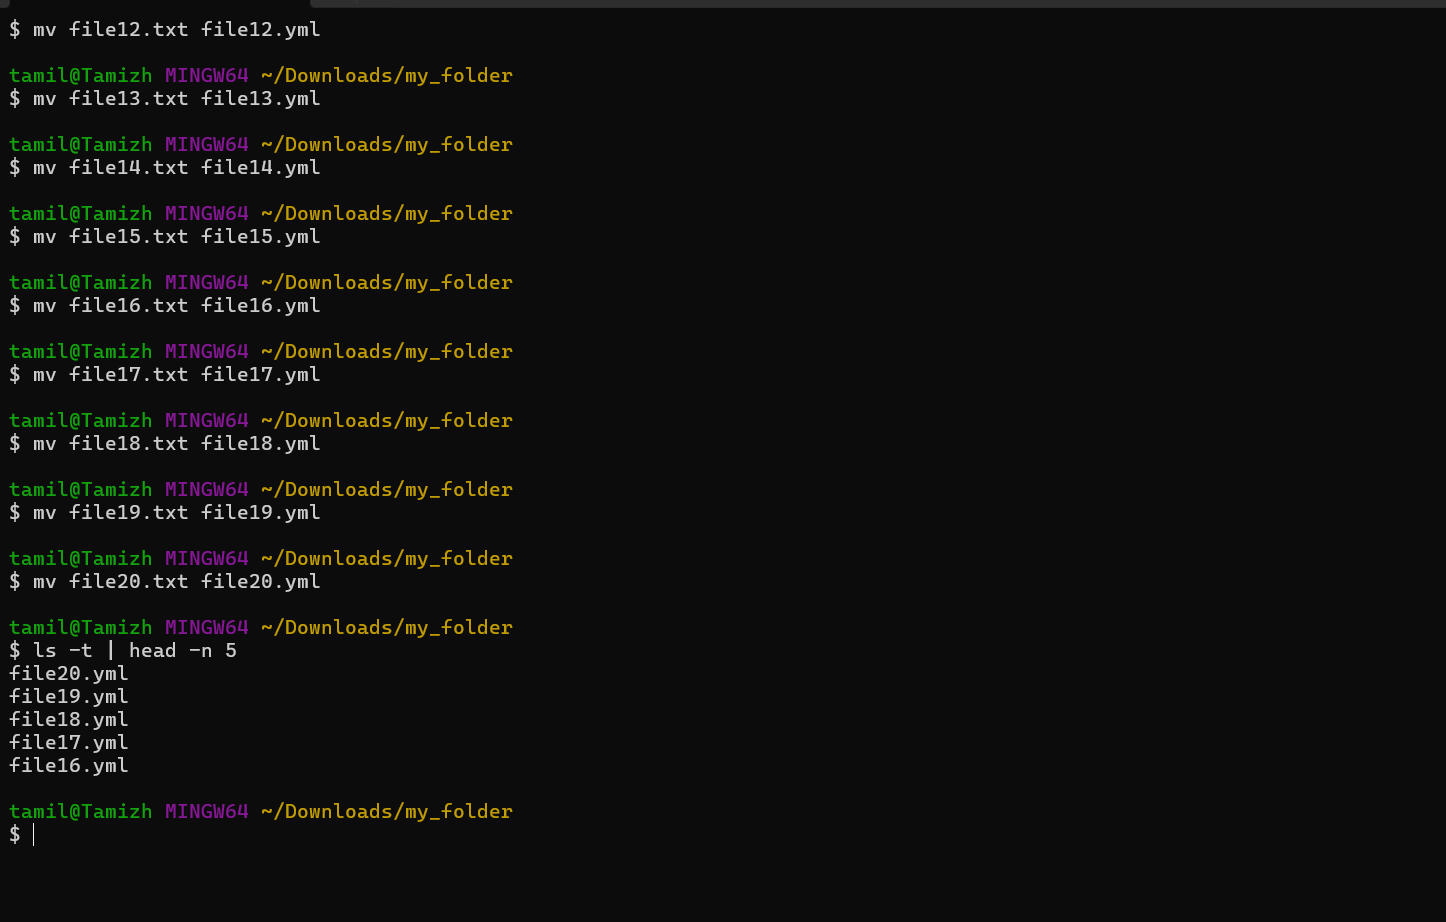 $ mv file12.txt file12.yml
tamil@Tamizh MINGW64 ~/Downloads/my_folder
$ mv file13.txt file13.yml
tamil@Tamizh MINGW64 ~/Downloads/my_folder
$ mv file14.txt file14.yml
tamil@Tamizh MINGW64 ~/Downloads/my_folder
$ mv file15.txt file15.yml
tamil@Tamizh MINGW64 ~/Downloads/my_folder
$ mv file16.txt file16.yml
tamil@Tamizh MINGW64 ~/Downloads/my_folder
$ mv file17.txt file17.yml
tamil@Tamizh MINGW64 ~/Downloads/my_folder
$ mv file18.txt file18.yml
tamil@Tamizh MINGW64 ~/Downloads/my_folder
$ mv file19.txt file19.yml
tamil@Tamizh MINGW64 ~/Downloads/my_folder
$ mv file20.txt file20.yml
tamil@Tamizh MINGW64 ~/Downloads/my_folder
$ ls -t | head -n 5
file20.yml
file19.yml
file18.yml
file17.yml
file16.yml
tamil@Tamizh MINGW64 ~/Downloads/my_folder
$